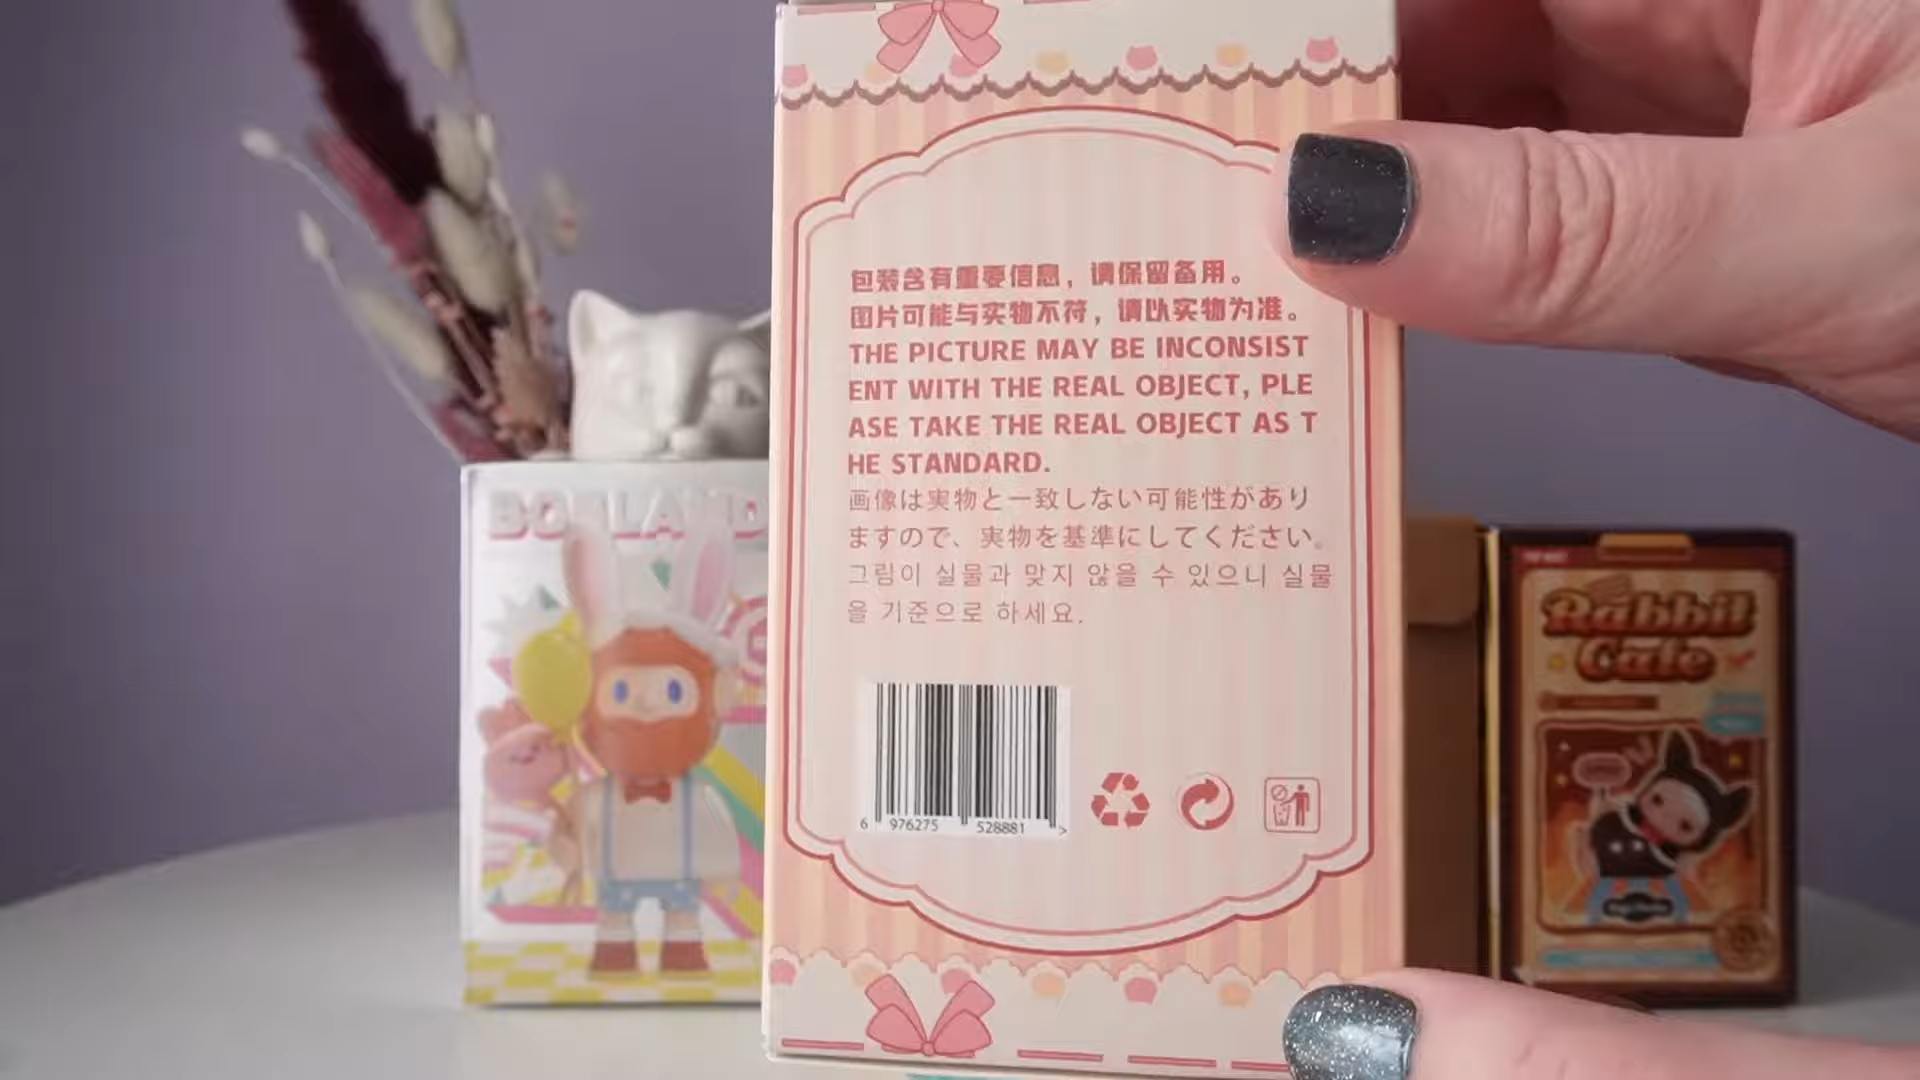 包装含有重要信息，请保留备用。
图片可能与实物不符，请以实物为准。
THE PICTURE MAY BE INCONSIST
ENT WITH THE REAL OBJECT, PLE
ASE TAKE THE REAL OBJECT AS T
HE STANDARD.
画像は実物と一致しない可能性があり
ますので、実物を基準にしてください。
그림이 실물과 맞지 않을 수 있으니 실물
을 기준으로 하세요.
6 976275 528881 >
Rabbit
Cafe